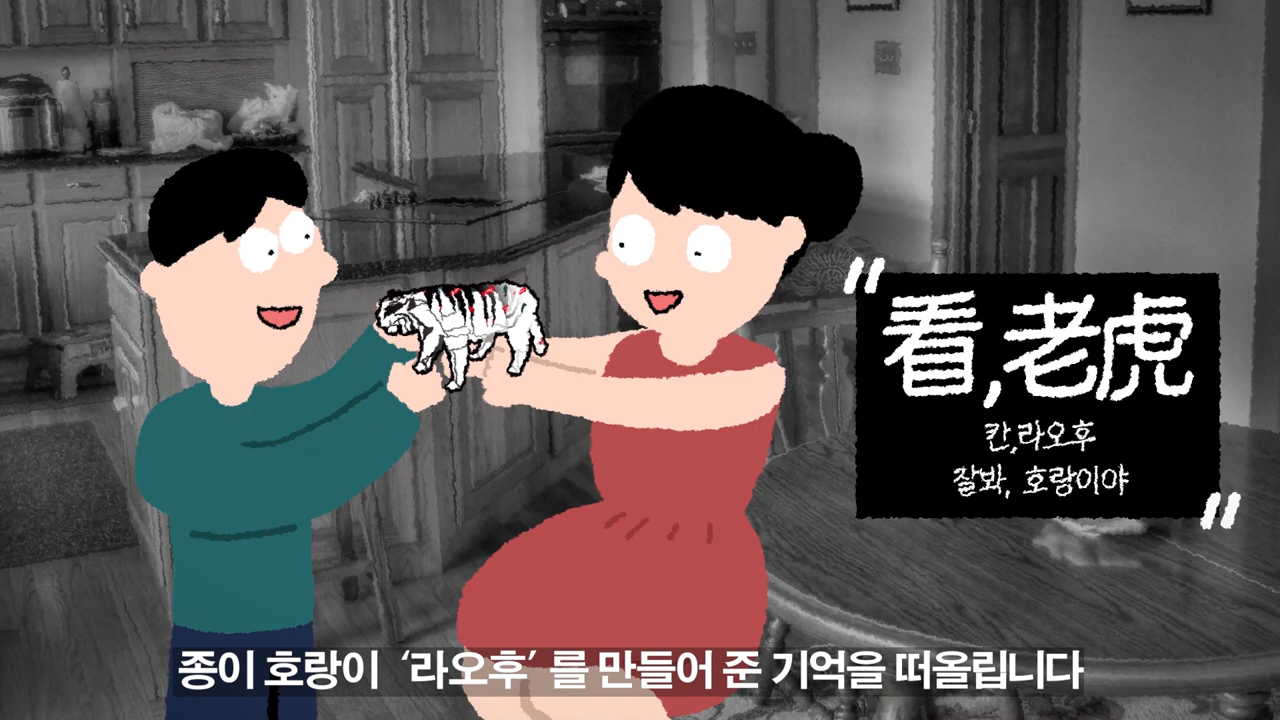 "看,老虎
칸,라오후
잘봐, 호랑이야"
종이 호랑이 ‘라오후’ 를 만들어 준 기억을 떠올립니다